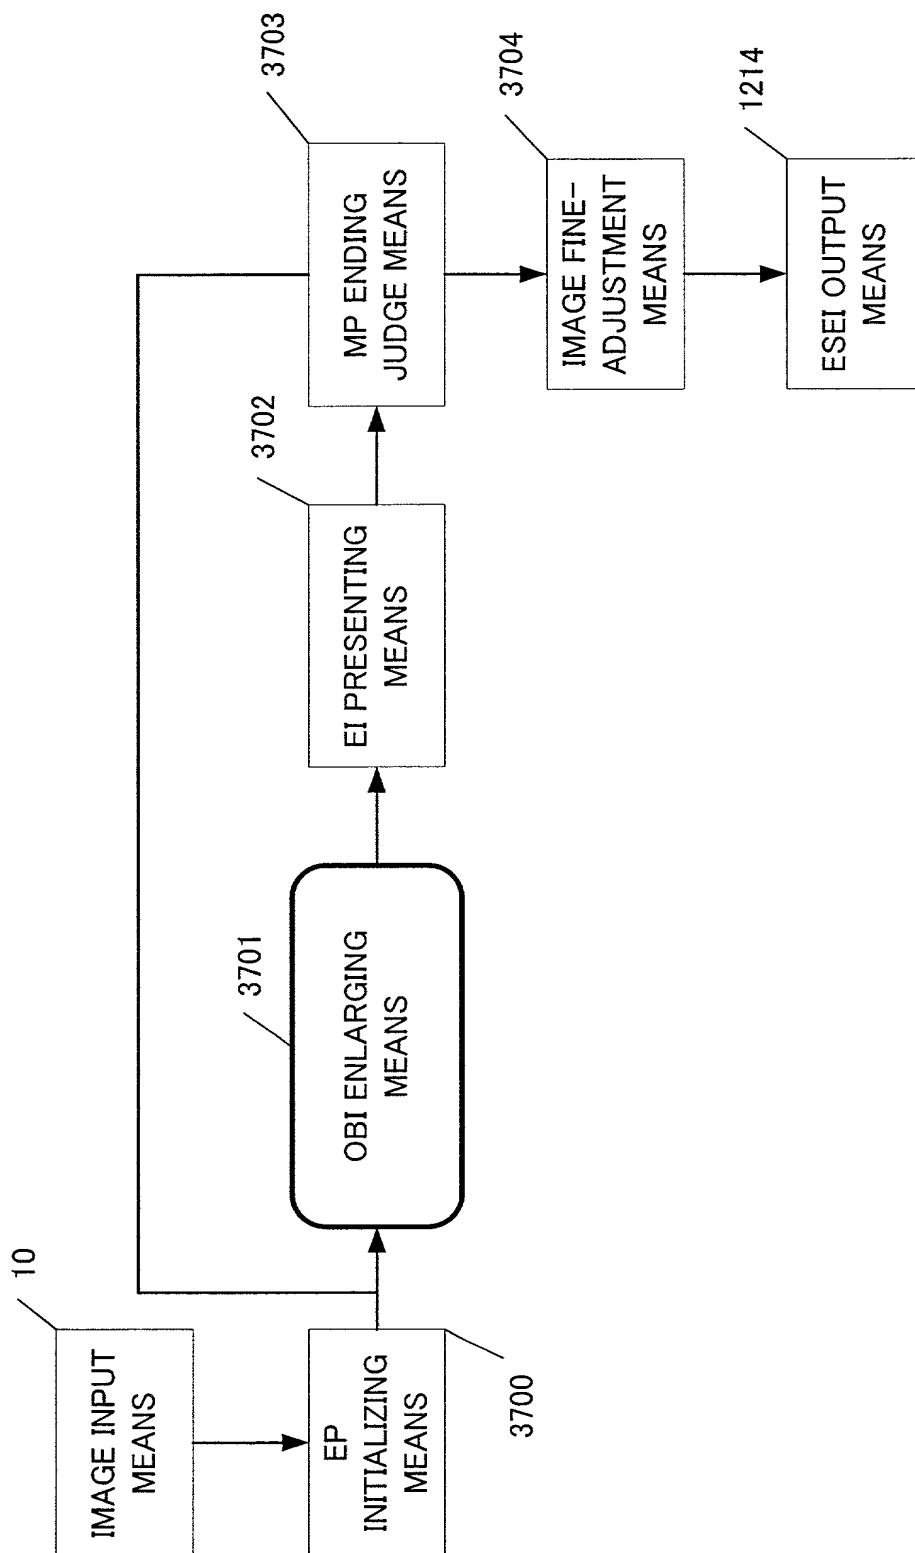 10
IMAGE INPUT
MEANS
EP
INITIALIZING
MEANS
3700
3701
OBI ENLARGING
MEANS
3702
EI PRESENTING
MEANS
3703
MP ENDING
JUDGE MEANS
3704
IMAGE FINE-
ADJUSTMENT
MEANS
1214
ESEI OUTPUT
MEANS